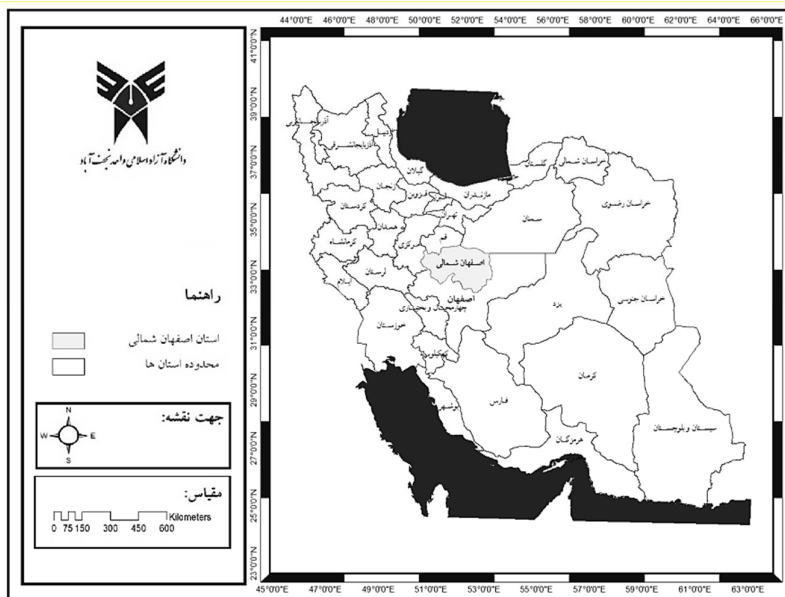 44°0'0"E 46°0'0"E 48°0'0"E 50°0'0"E 52°0'0"E 54°0'0"E 56°0'0"E 58°0'0"E 60°0'0"E 62°0'0"E 64°0'0"E 66°0'0"E
41°0'0"N
39°0'0"N
37°0'0"N
35°0'0"N
33°0'0"N
31°0'0"N
29°0'0"N
27°0'0"N
25°0'0"N
23°0'0"N
دانشگاه آزاد اسلامی واحد نجف آباد
راهنما
استان اصفهان شمالی
محدوده استان ها
جهت نقشه:
N
W E
S
مقیاس:
Kilometers
0 75 150 300 450 600
آذربایجانشرقی
گیلان
گلستان
خراسان شمالی
زنجان
قزوین
مازندران
خراسان رضوی
کردستان
تهران
سمنان
همدان
قم
مرکزی
کرمانشاه
اصفهان شمالی
لرستان
ایلام
خراسان جنوبی
اصفهان
یزد
چهارمحال و بختیاری
خوزستان
کرمان
فارس
بوشهر
سیستان و بلوچستان
هرمزگان
45°0'0"E 47°0'0"E 49°0'0"E 51°0'0"E 53°0'0"E 55°0'0"E 57°0'0"E 59°0'0"E 61°0'0"E 63°0'0"E